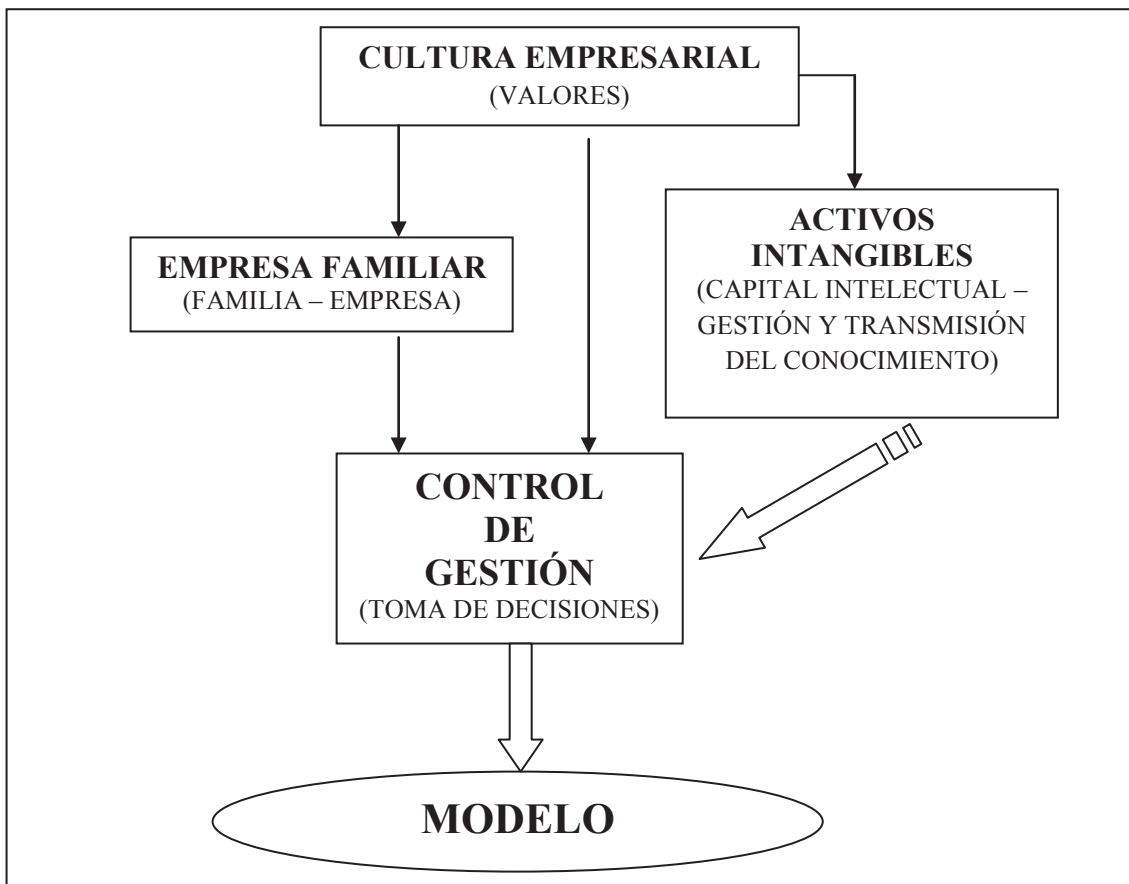 CULTURA EMPRESARIAL
(VALORES)
EMPRESA FAMILIAR
(FAMILIA – EMPRESA)
ACTIVOS
INTANGIBLES
(CAPITAL INTELECTUAL –
GESTIÓN Y TRANSMISIÓN
DEL CONOCIMIENTO)
CONTROL
DE
GESTIÓN
(TOMA DE DECISIONES)
MODELO